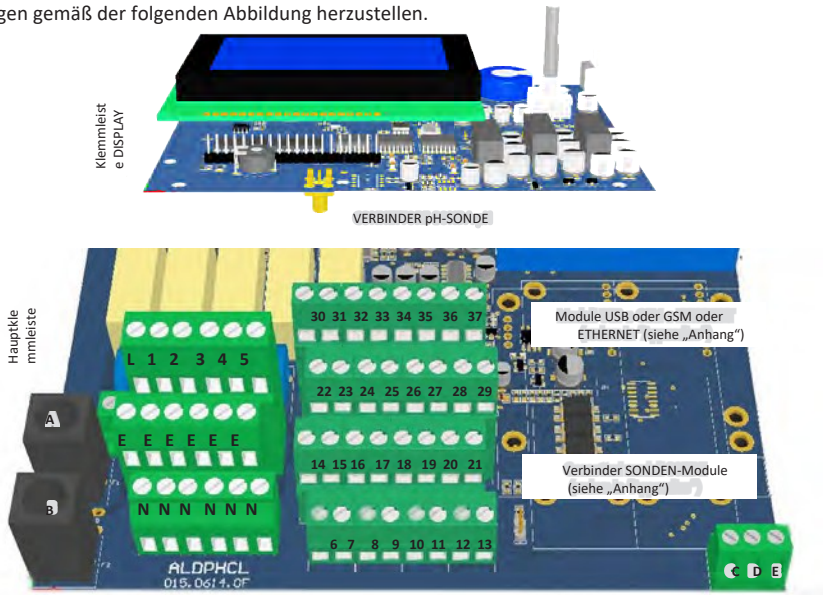 gen gemäß der folgenden Abbildung herzustellen.
Klemmleist
e DISPLAY
VERBINDER pH-SONDE
Hauptkle
mmleiste
30 31 32 33 34 35 36 37
Module USB oder GSM oder
ETHERNET (siehe „Anhang")
L 1 2 3 4 5
22 23 24 25 26 27 28 29
A
E E E E E E
14 15 16 17 18 19 20 21
Verbinder SONDEN-Module
(siehe „Anhang")
B
N N N N N N
6 7 8 9 10 11 12 13
ALDPHCL
015.0614.0F
C D E